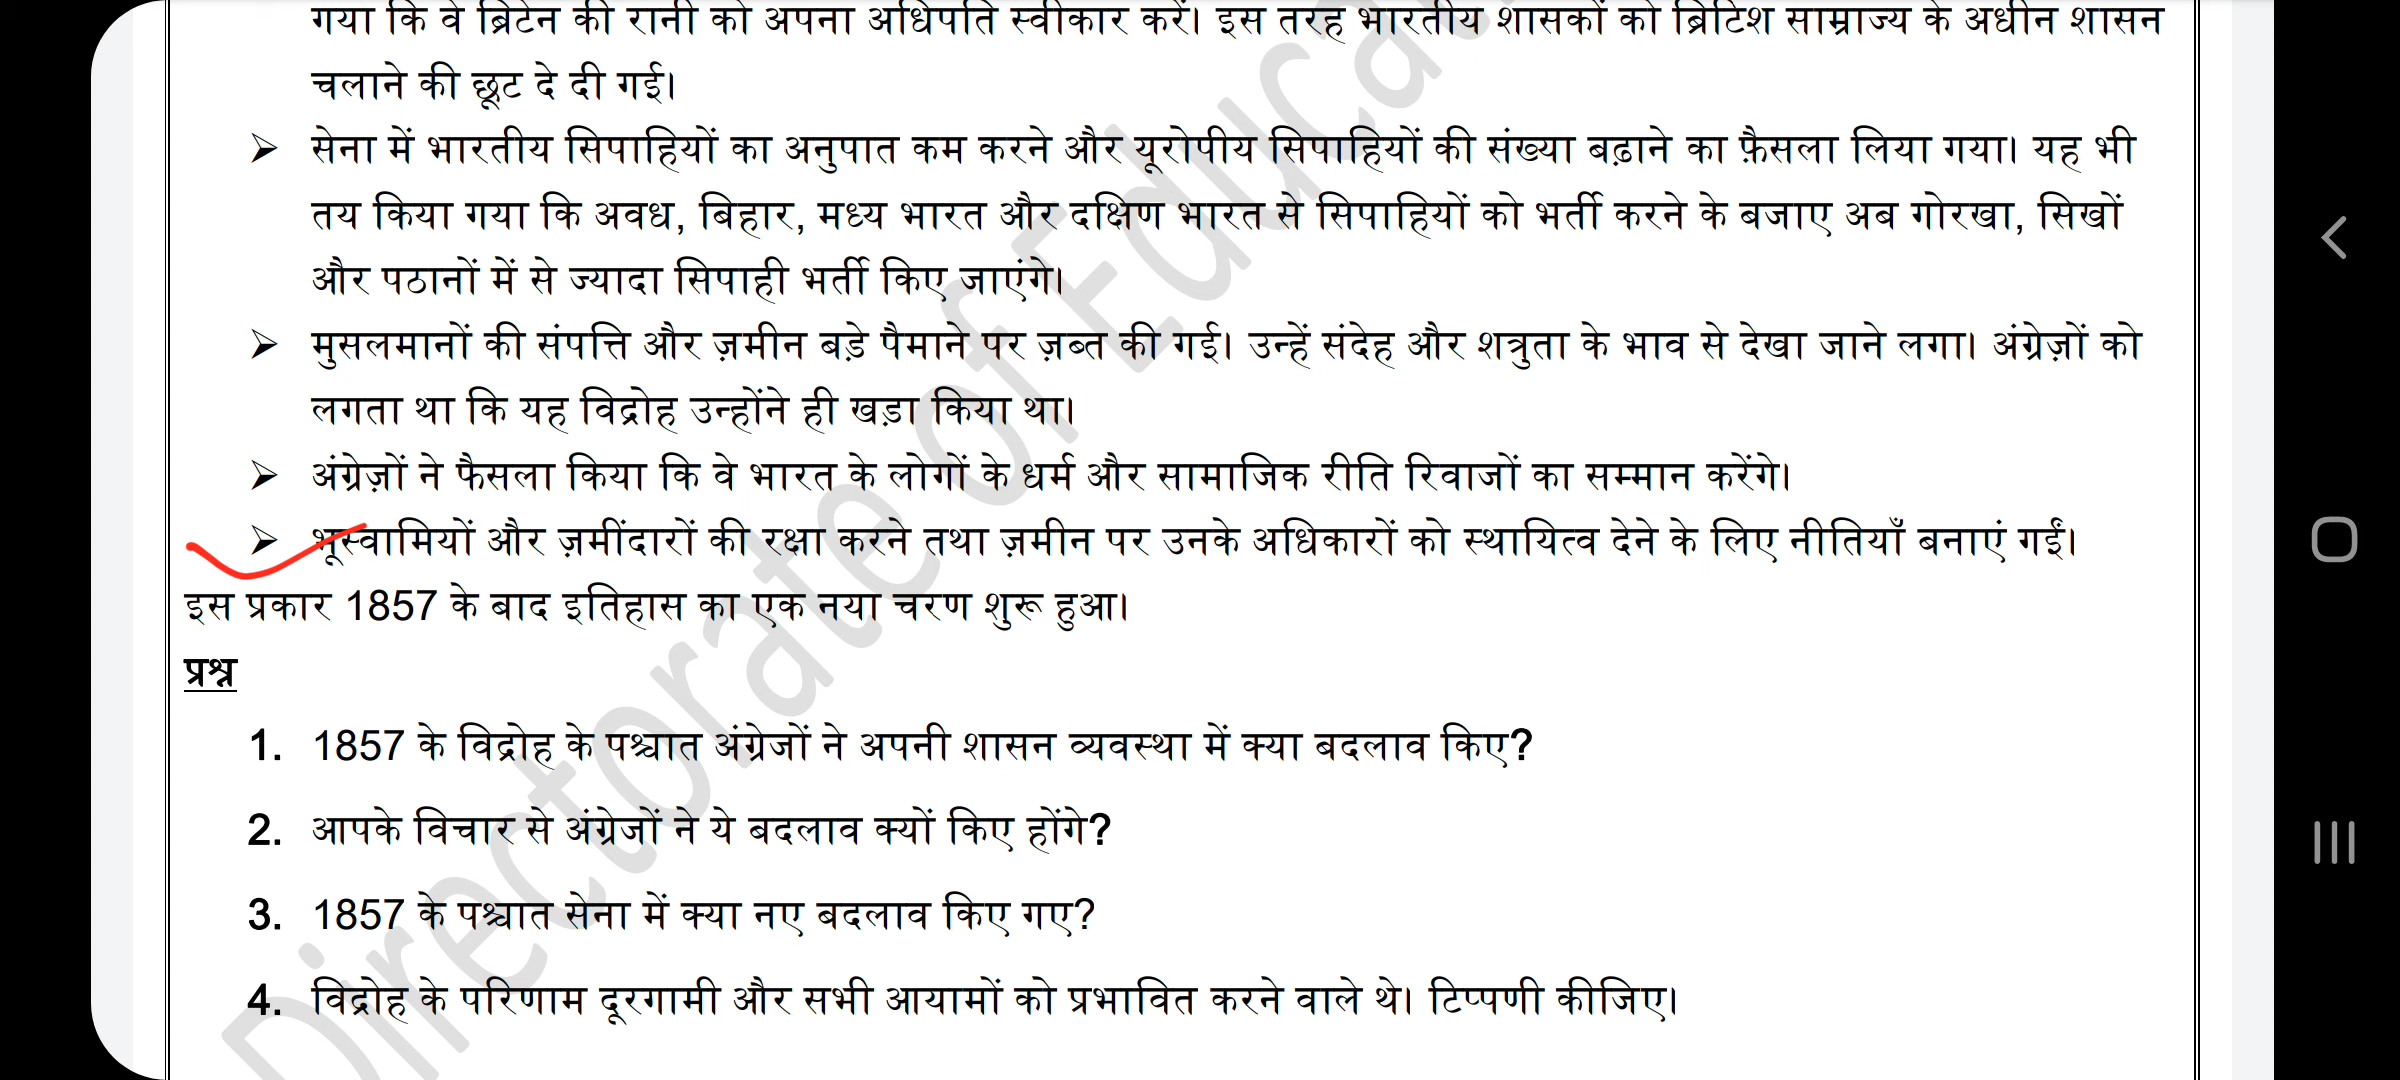 गया कि वे ब्रिटेन की रानी को अपना अधिपति स्वीकार करें। इस तरह भारतीय शासकों को ब्रिटिश साम्राज्य के अधीन शासन
चलाने की छूट दे दी गई।
➢ सेना में भारतीय सिपाहियों का अनुपात कम करने और यूरोपीय सिपाहियों की संख्या बढ़ाने का फ़ैसला लिया गया। यह भी
तय किया गया कि अवध, बिहार, मध्य भारत और दक्षिण भारत से सिपाहियों को भर्ती करने के बजाए अब गोरखा, सिखों
और पठानों में से ज्यादा सिपाही भर्ती किए जाएंगे।
➢ मुसलमानों की संपत्ति और ज़मीन बड़े पैमाने पर ज़ब्त की गई। उन्हें संदेह और शत्रुता के भाव से देखा जाने लगा। अंग्रेज़ों को
लगता था कि यह विद्रोह उन्होंने ही खड़ा किया था।
➢ अंग्रेज़ों ने फैसला किया कि वे भारत के लोगों के धर्म और सामाजिक रीति रिवाजों का सम्मान करेंगे।
➢ भूस्वामियों और ज़मींदारों की रक्षा करने तथा ज़मीन पर उनके अधिकारों को स्थायित्व देने के लिए नीतियाँ बनाएं गईं।
इस प्रकार 1857 के बाद इतिहास का एक नया चरण शुरू हुआ।
प्रश्न
1. 1857 के विद्रोह के पश्चात अंग्रेजों ने अपनी शासन व्यवस्था में क्या बदलाव किए?
2. आपके विचार से अंग्रेजों ने ये बदलाव क्यों किए होंगे?
3. 1857 के पश्चात सेना में क्या नए बदलाव किए गए?
4. विद्रोह के परिणाम दूरगामी और सभी आयामों को प्रभावित करने वाले थे। टिप्पणी कीजिए।
Directorate of Educat